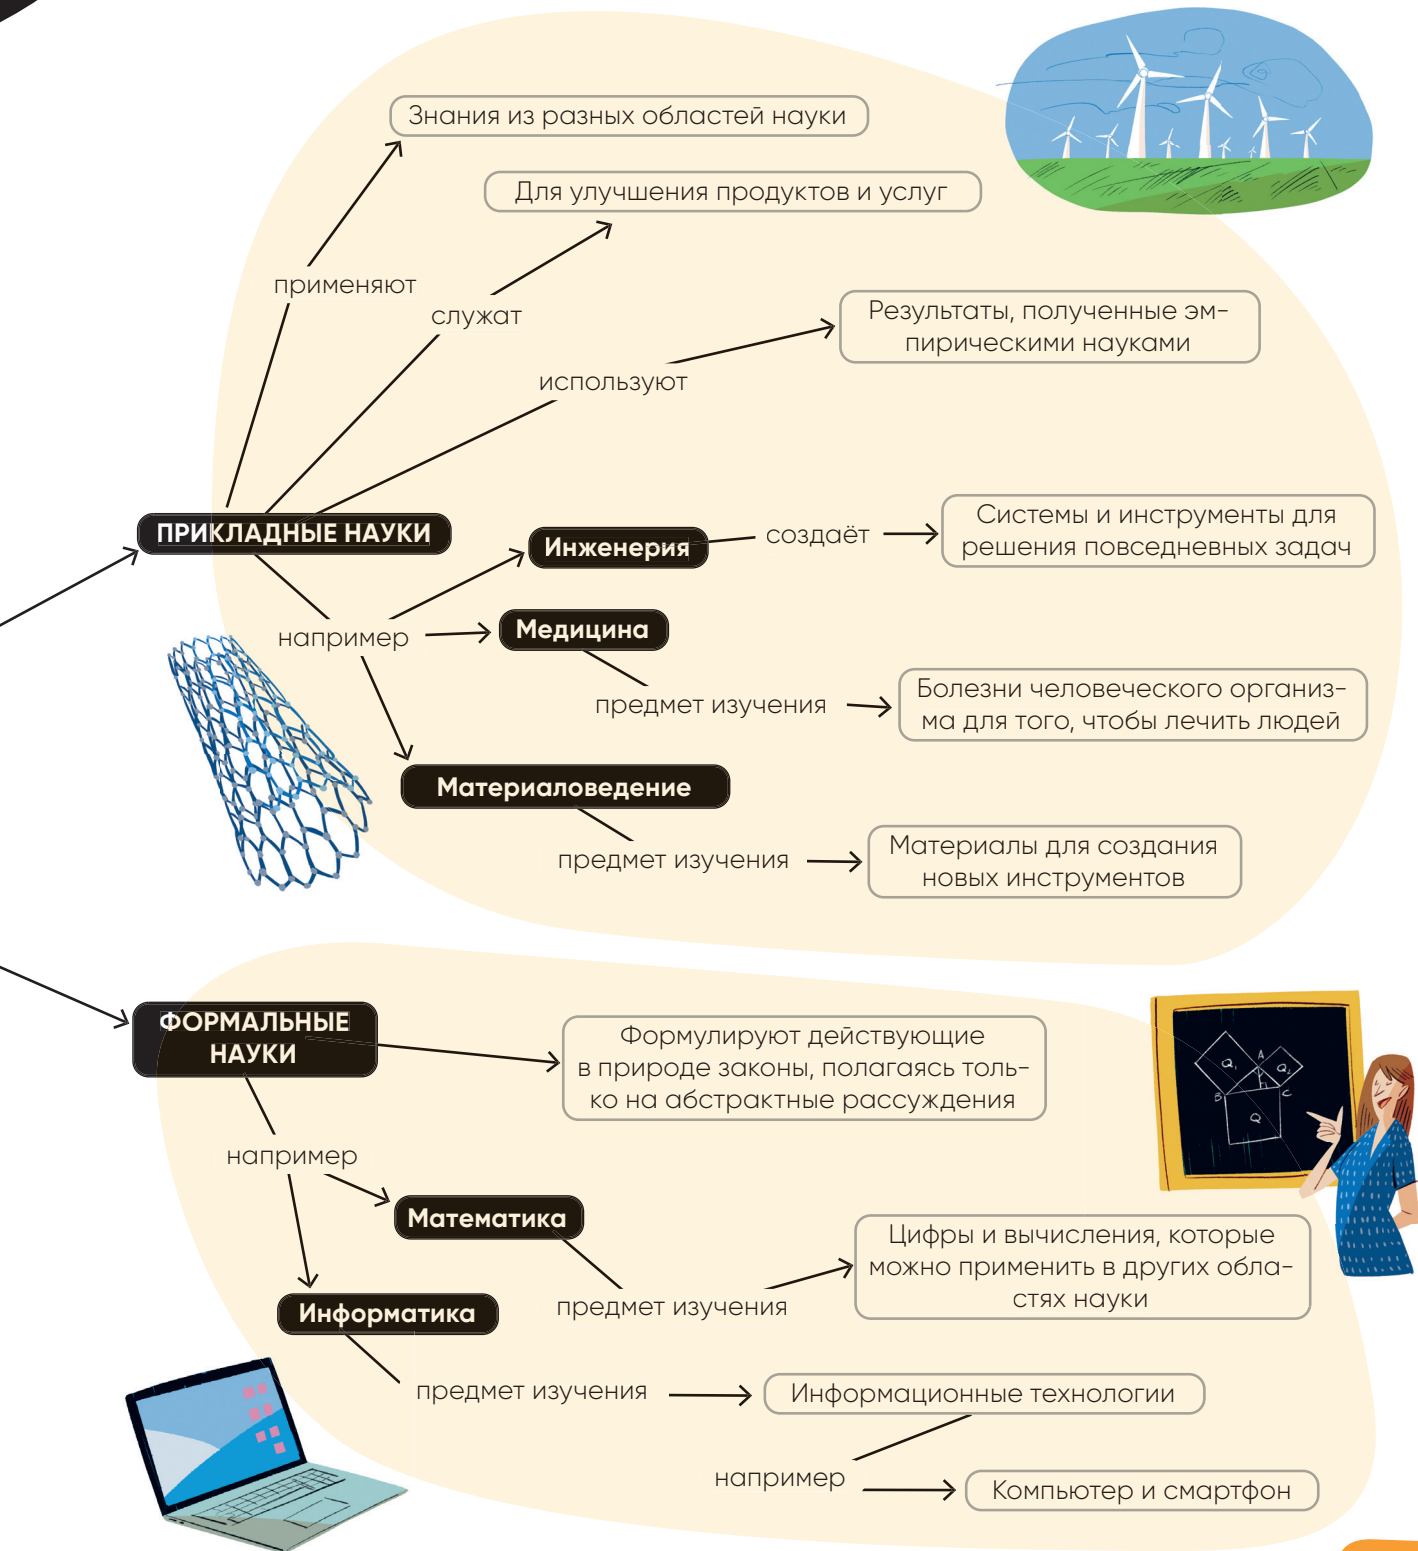 Знания из разных областей науки
Для улучшения продуктов и услуг
применяют
служат
Результаты, полученные эм-
пирическими науками
используют
ПРИКЛАДНЫЕ НАУКИ
Инженерия
создаёт
Системы и инструменты для
решения повседневных задач
например
Медицина
предмет изучения
Болезни человеческого организ-
ма для того, чтобы лечить людей
Материаловедение
предмет изучения
Материалы для создания
новых инструментов
ФОРМАЛЬНЫЕ
НАУКИ
Формулируют действующие
в природе законы, полагаясь толь-
ко на абстрактные рассуждения
A
Q₁
Q₂
B
C
Q
например
Математика
предмет изучения
Цифры и вычисления, которые
можно применить в других обла-
стях науки
Информатика
предмет изучения
Информационные технологии
например
Компьютер и смартфон